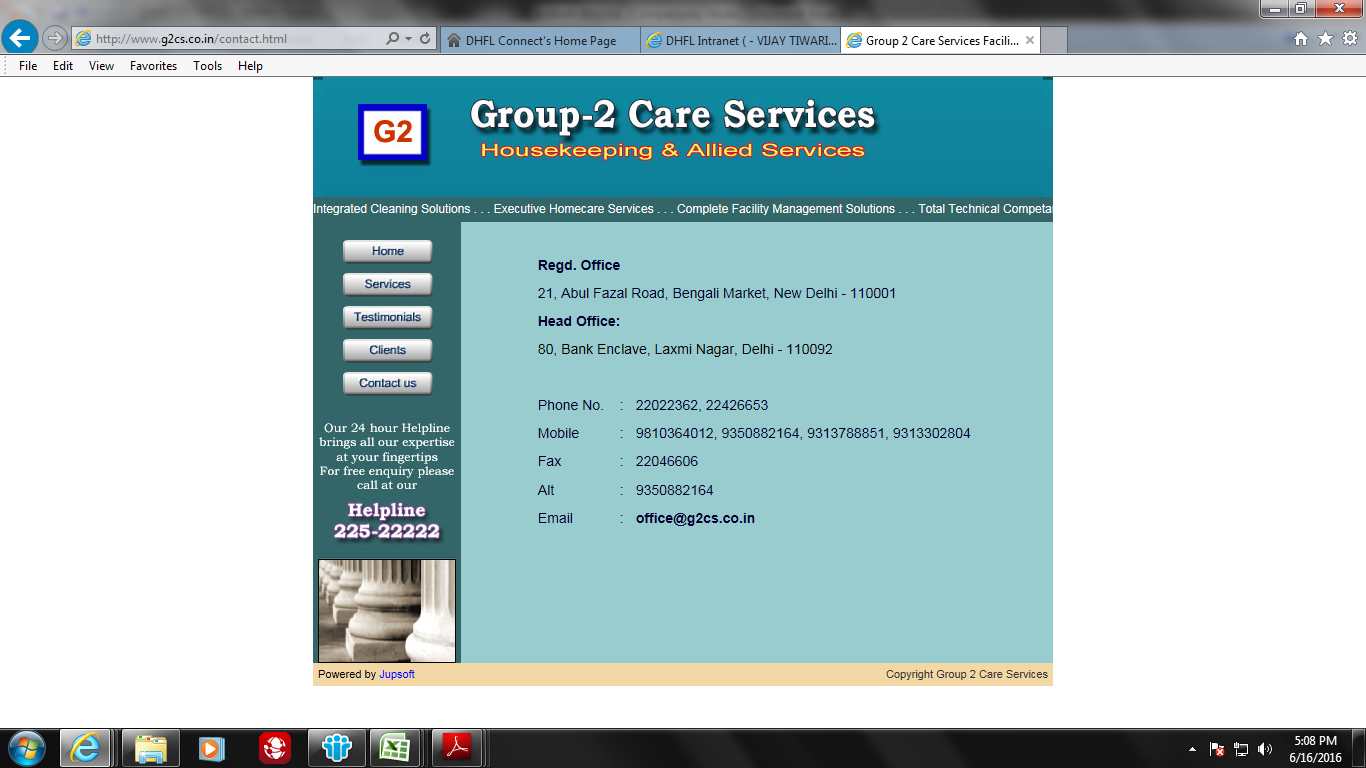 http://www.g2cs.co.in/contact.html
DHFL Connect's Home Page
DHFL Intranet ( - VIJAY TIWARI...
Group 2 Care Services Facili...
File Edit View Favorites Tools Help
G2
Group-2 Care Services
Housekeeping & Allied Services
Integrated Cleaning Solutions . . . Executive Homecare Services . . . Complete Facility Management Solutions . . . Total Technical Competa
Home
Services
Testimonials
Clients
Contact us
Our 24 hour Helpline
brings all our expertise
at your fingertips
For free enquiry please
call at our
Helpline
225-22222
Regd. Office
21, Abul Fazal Road, Bengali Market, New Delhi - 110001
Head Office:
80, Bank Enclave, Laxmi Nagar, Delhi - 110092
Phone No. : 22022362, 22426653
Mobile : 9810364012, 9350882164, 9313788851, 9313302804
Fax : 22046606
Alt : 9350882164
Email : office@g2cs.co.in
Powered by Jupsoft
Copyright Group 2 Care Services
5:08 PM
6/16/2016